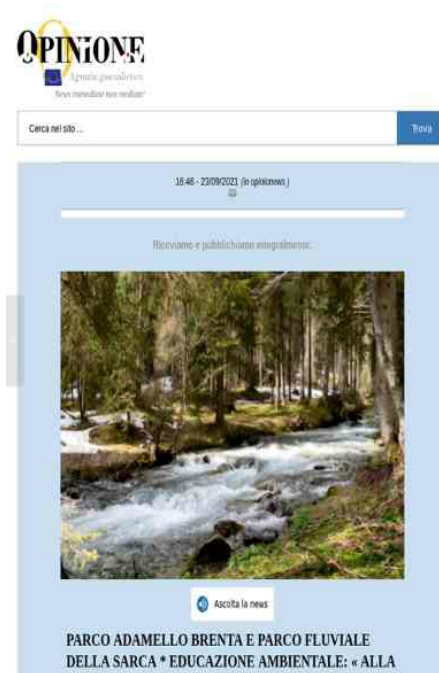 OPINIONE
Agenzia giornalistica
News immediate non mediate!
Cerca nel sito ...
Trova
16:46 - 23/09/2021 (in opinionews)
Riceviamo e pubblichiamo integralmente:
Ascolta la news
PARCO ADAMELLO BRENTA E PARCO FLUVIALE
DELLA SARCA * EDUCAZIONE AMBIENTALE: « ALLA